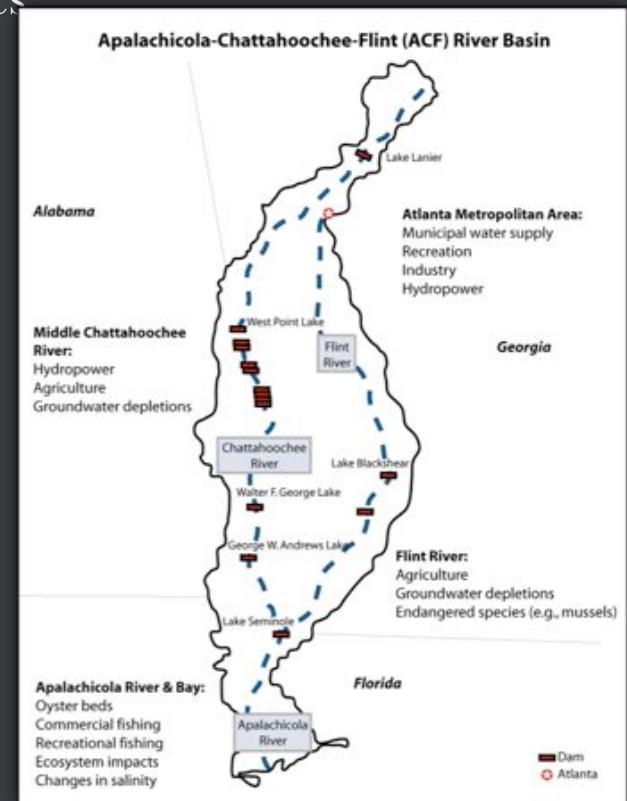 Apalachicola-Chattahoochee-Flint (ACF) River Basin
Lake Lanier
Alabama
Atlanta Metropolitan Area:
Municipal water supply
Recreation
Industry
Hydropower
West Point Lake
Middle Chattahoochee
River:
Hydropower
Agriculture
Groundwater depletions
Flint
River
Georgia
Chattahoochee
River
Lake Blackshear
Walter F. George Lake
George W. Andrews Lake
Flint River:
Agriculture
Groundwater depletions
Endangered species (e.g., mussels)
Lake Seminole
Florida
Apalachicola River & Bay:
Oyster beds
Commercial fishing
Recreational fishing
Ecosystem impacts
Changes in salinity
Apalachicola
River
Dam
Atlanta